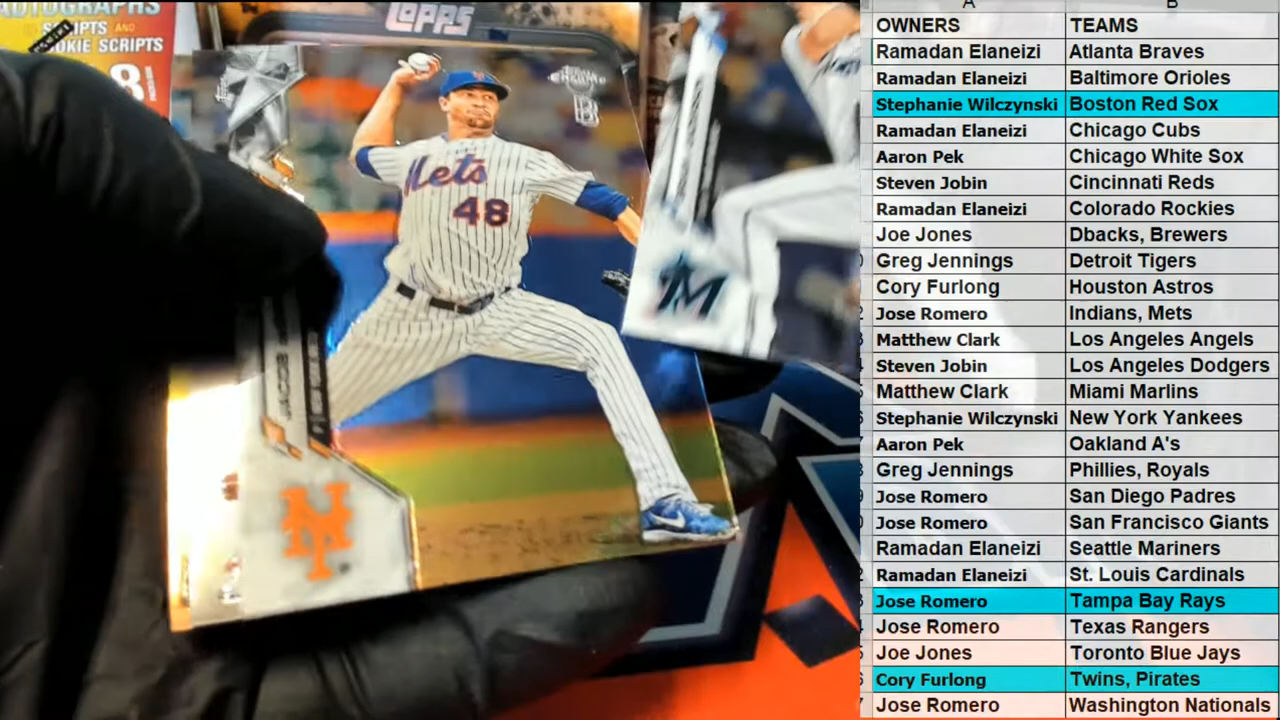 AUTOGRAPHS
SCRIPTS AND
ROOKIE SCRIPTS
8
topps
Mets
48
JACOB
NY
M
A B
OWNERS TEAMS
Ramadan Elaneizi Atlanta Braves
Ramadan Elaneizi Baltimore Orioles
Stephanie Wilczynski Boston Red Sox
Ramadan Elaneizi Chicago Cubs
Aaron Pek Chicago White Sox
Steven Jobin Cincinnati Reds
Ramadan Elaneizi Colorado Rockies
Joe Jones Dbacks, Brewers
Greg Jennings Detroit Tigers
Cory Furlong Houston Astros
Jose Romero Indians, Mets
Matthew Clark Los Angeles Angels
Steven Jobin Los Angeles Dodgers
Matthew Clark Miami Marlins
Stephanie Wilczynski New York Yankees
Aaron Pek Oakland A's
Greg Jennings Phillies, Royals
Jose Romero San Diego Padres
Jose Romero San Francisco Giants
Ramadan Elaneizi Seattle Mariners
Ramadan Elaneizi St. Louis Cardinals
Jose Romero Tampa Bay Rays
Jose Romero Texas Rangers
Joe Jones Toronto Blue Jays
Cory Furlong Twins, Pirates
Jose Romero Washington Nationals